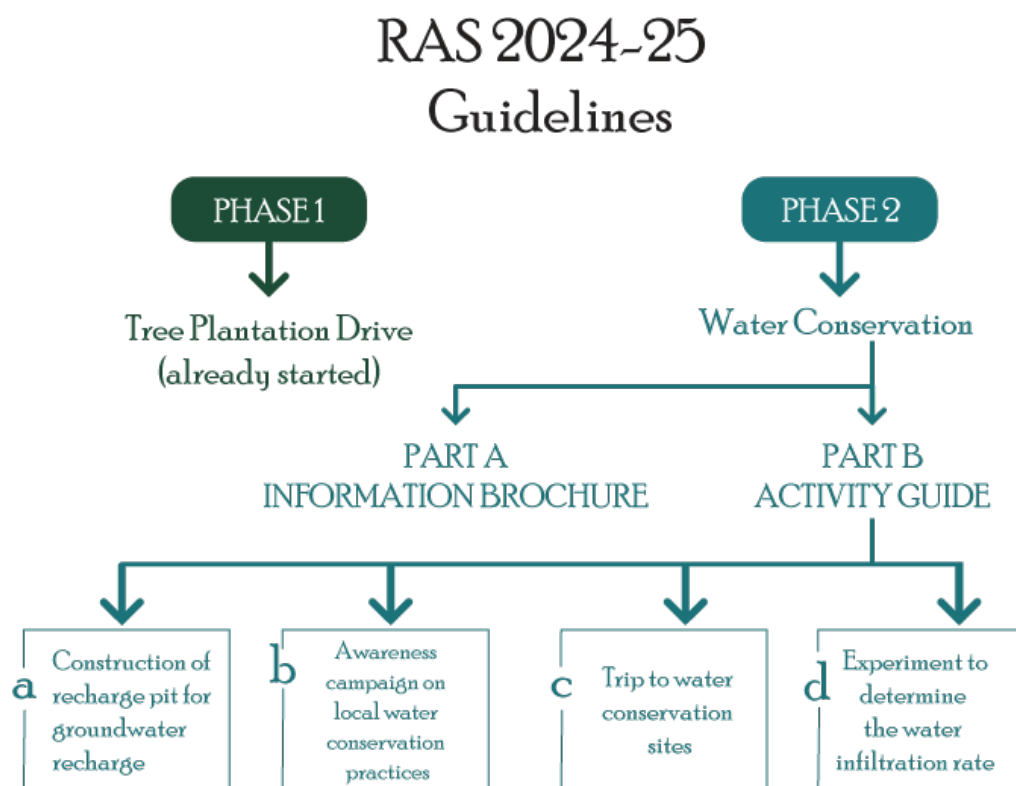 RAS 2024-25
Guidelines
PHASE 1
PHASE 2
Tree Plantation Drive
(already started)
Water Conservation
PART A
INFORMATION BROCHURE
PART B
ACTIVITY GUIDE
a
Construction of
recharge pit for
groundwater
recharge
b
Awareness
campaign on
local water
conservation
practices
c
Trip to water
conservation
sites
d
Experiment to
determine
the water
infiltration rate